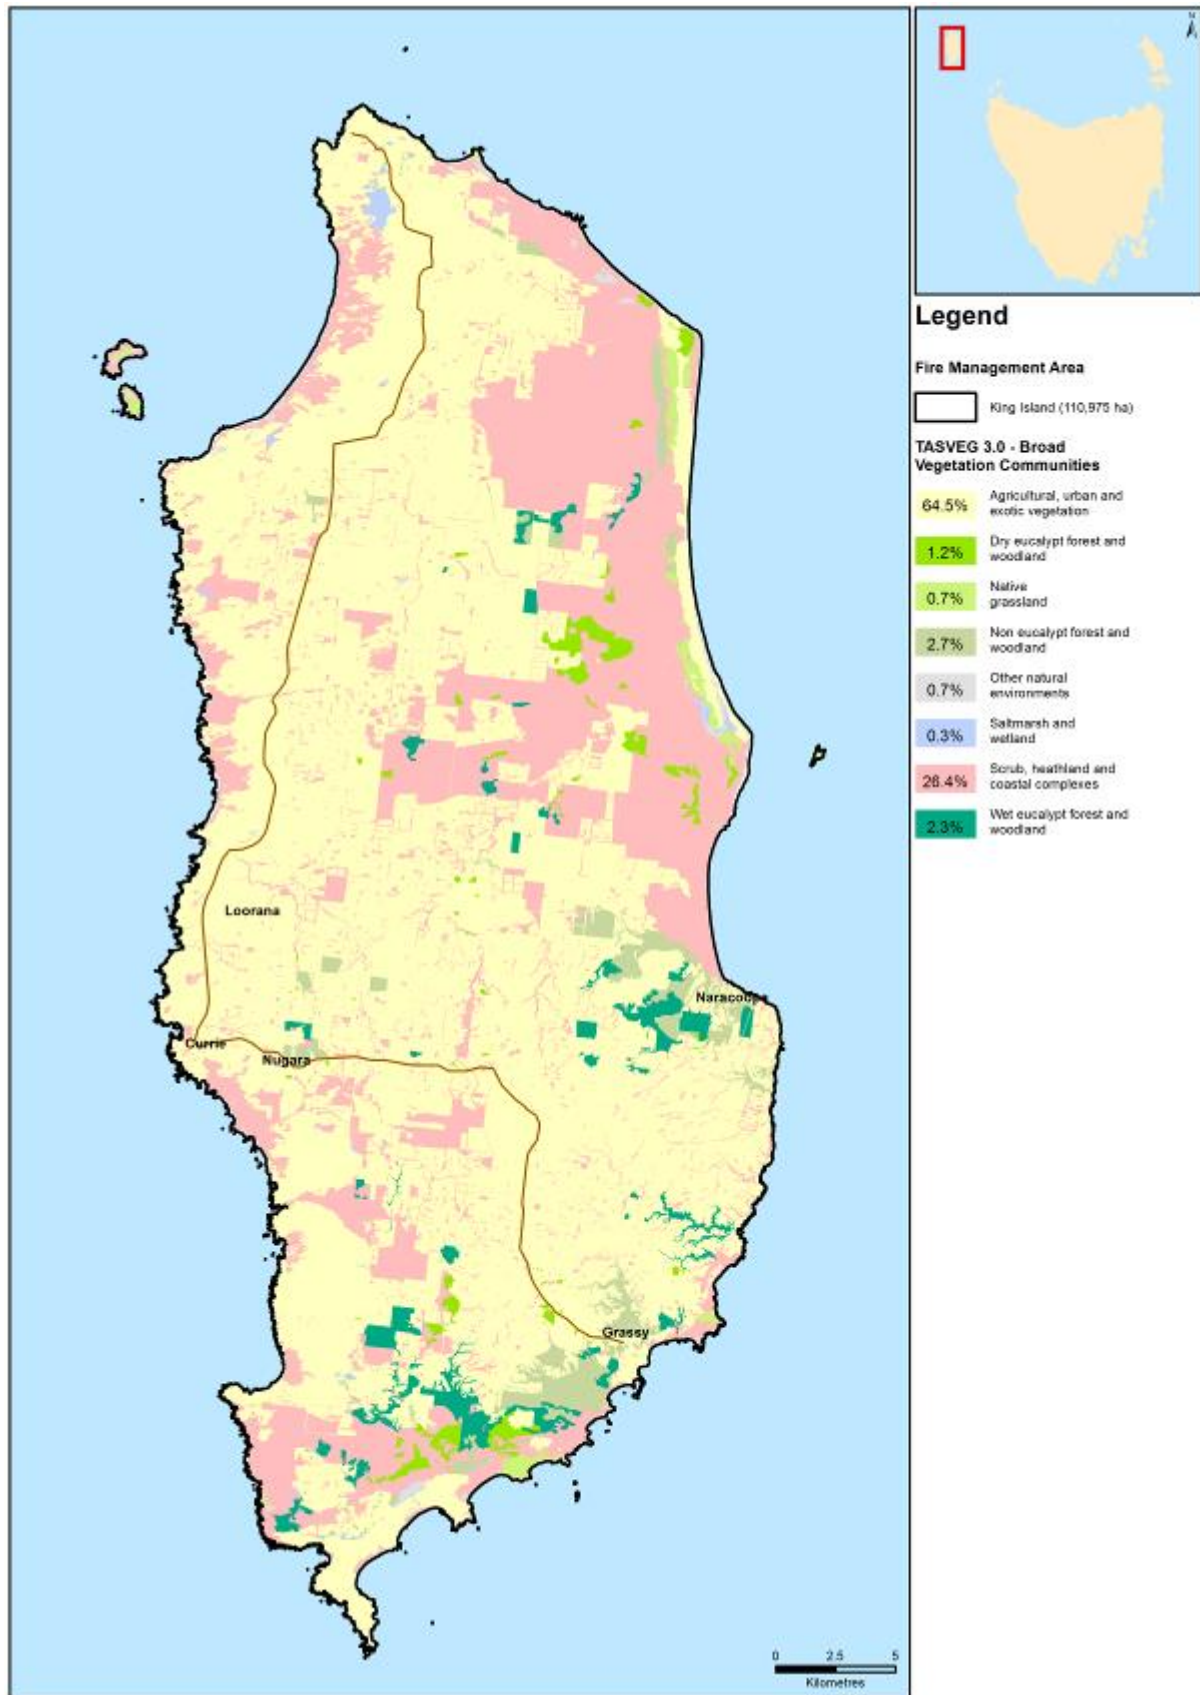 N
Legend
Fire Management Area
King Island (110,975 ha)
TASVEG 3.0 - Broad
Vegetation Communities
64.5%
Agricultural, urban and
exotic vegetation
1.2%
Dry eucalypt forest and
woodland
0.7%
Native
grassland
2.7%
Non eucalypt forest and
woodland
0.7%
Other natural
environments
0.3%
Saltmarsh and
wetland
26.4%
Scrub, heathland and
coastal complexes
2.3%
Wet eucalypt forest and
woodland
Loorana
Naracoopa
Currie
Nugara
Grassy
0 2.5 5
Kilometres